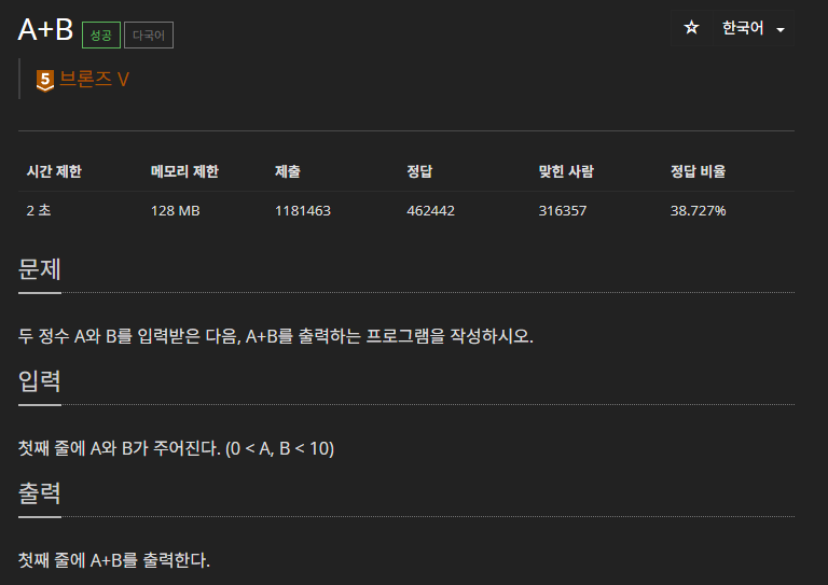 A+B 성공 다국어 ☆ 한국어
5 브론즈 V
시간 제한 메모리 제한 제출 정답 맞힌 사람 정답 비율
2 초 128 MB 1181463 462442 316357 38.727%
문제
두 정수 A와 B를 입력받은 다음, A+B를 출력하는 프로그램을 작성하시오.
입력
첫째 줄에 A와 B가 주어진다. (0 < A, B < 10)
출력
첫째 줄에 A+B를 출력한다.